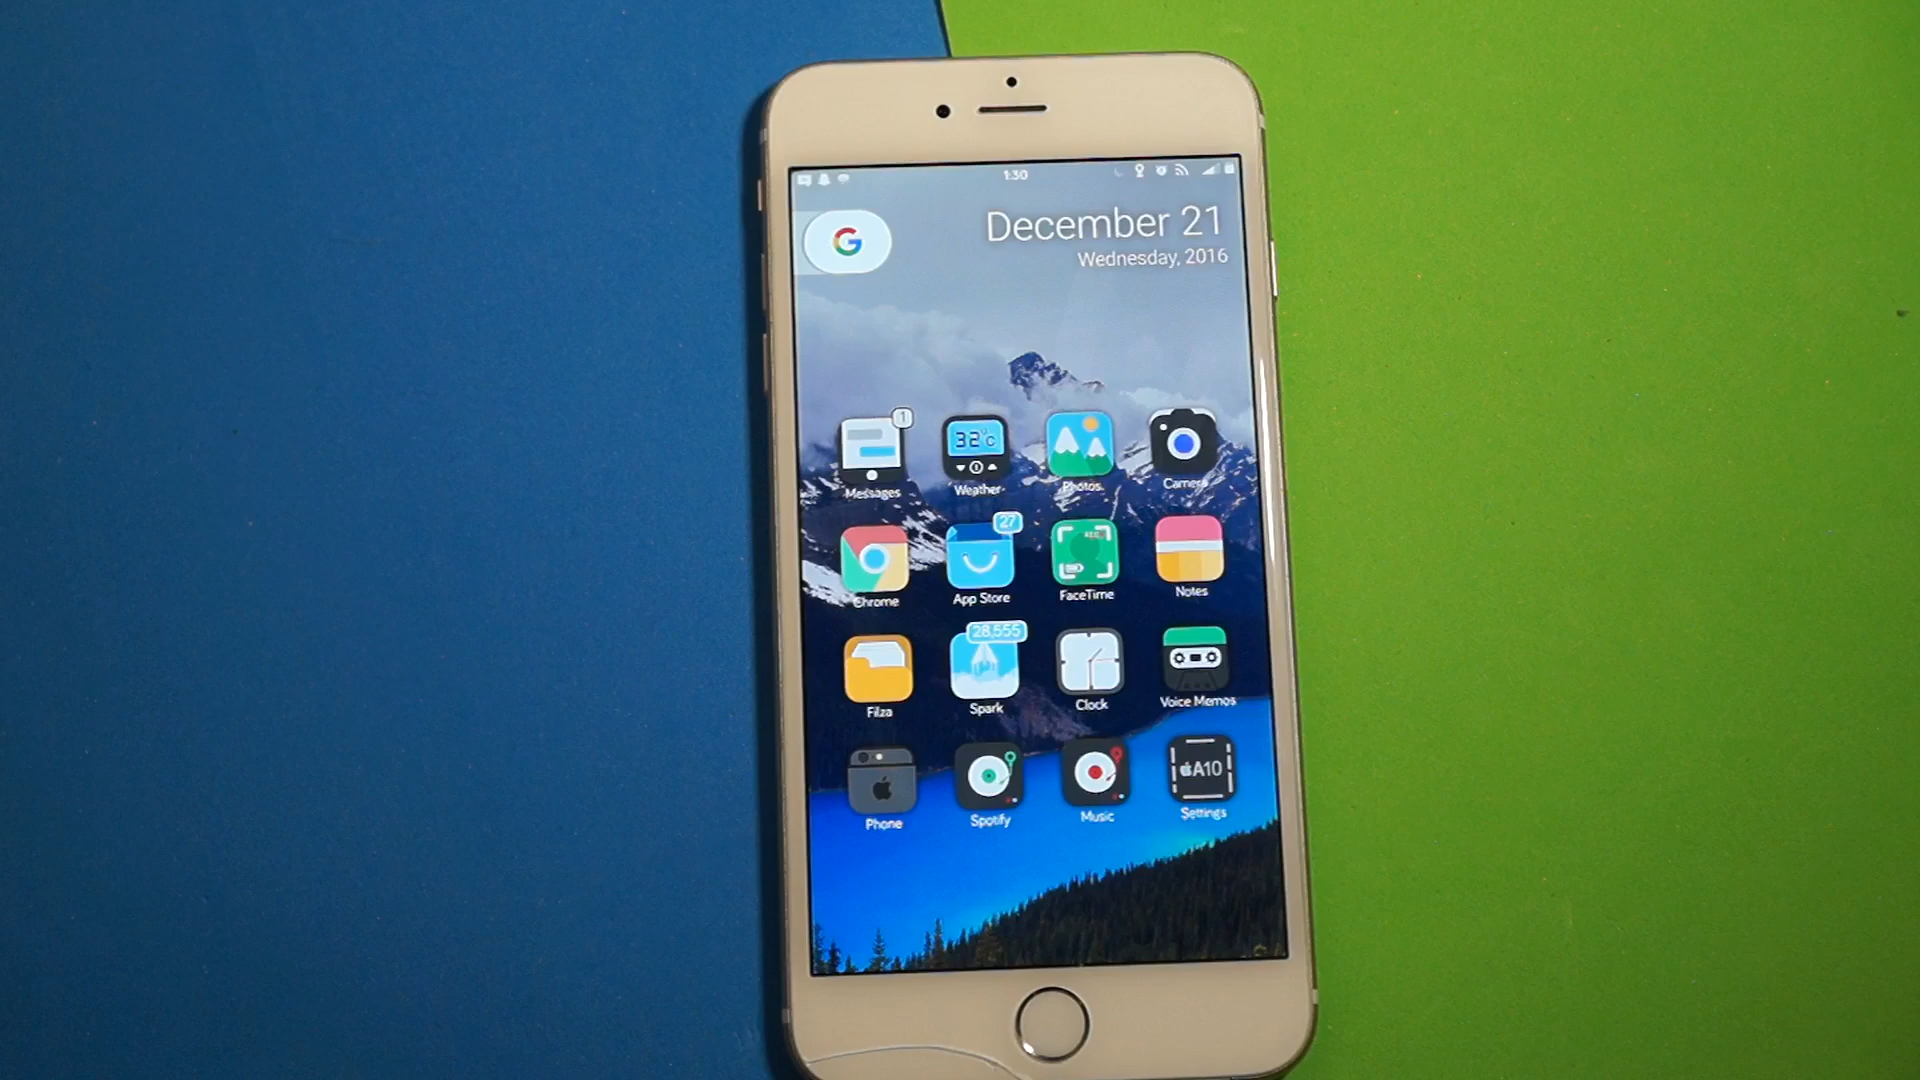 1:30
G
December 21
Wednesday, 2016
1
32°c
Messages
Weather
Photos
Camera
27
REC
Chrome
App Store
FaceTime
Notes
28,555
Filza
Spark
Clock
Voice Memos
A10
Phone
Spotify
Music
Settings